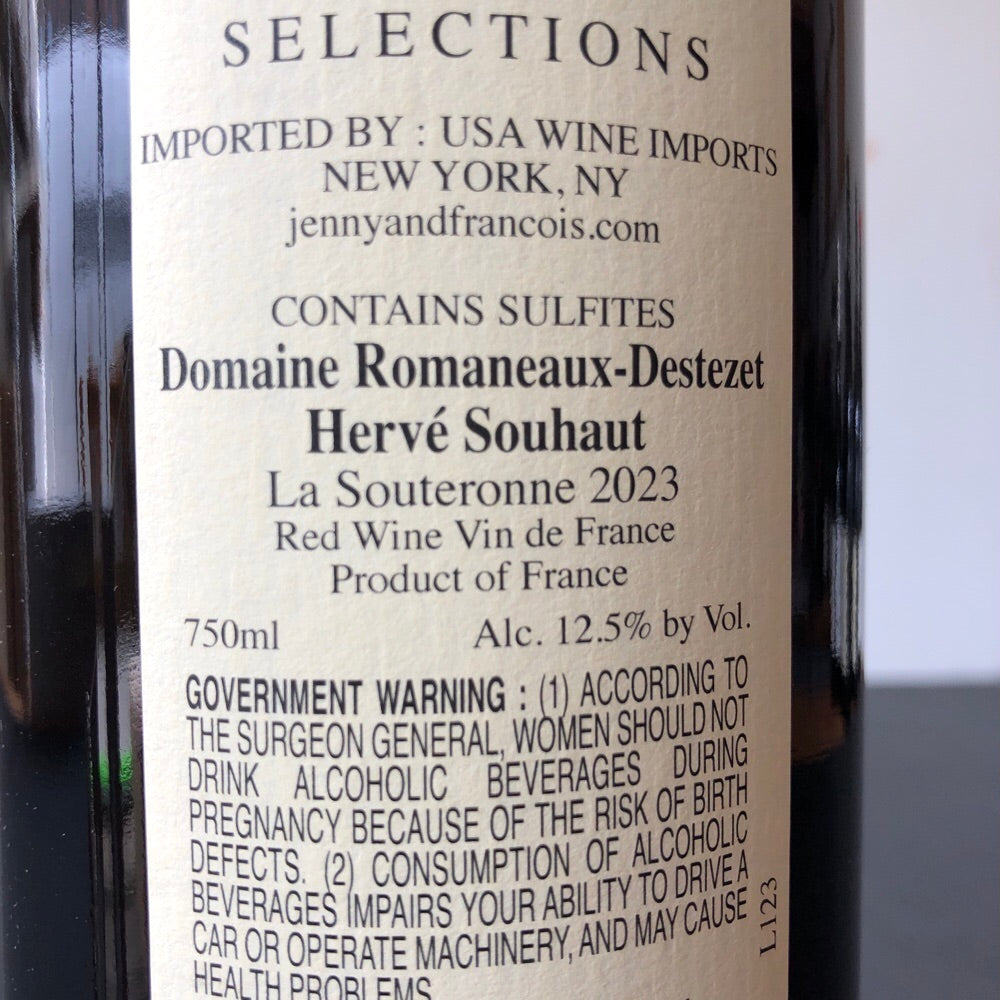 SELECTIONS
IMPORTED BY : USA WINE IMPORTS
NEW YORK, NY
jennyandfrancois.com
CONTAINS SULFITES
Domaine Romaneaux-Destezet
Hervé Souhaut
La Souteronne 2023
Red Wine Vin de France
Product of France
750ml Alc. 12.5% by Vol.
GOVERNMENT WARNING : (1) ACCORDING TO
THE SURGEON GENERAL, WOMEN SHOULD NOT
DRINK ALCOHOLIC BEVERAGES DURING
PREGNANCY BECAUSE OF THE RISK OF BIRTH
DEFECTS. (2) CONSUMPTION OF ALCOHOLIC
BEVERAGES IMPAIRS YOUR ABILITY TO DRIVE A
CAR OR OPERATE MACHINERY, AND MAY CAUSE
HEALTH PROBLEMS
L123